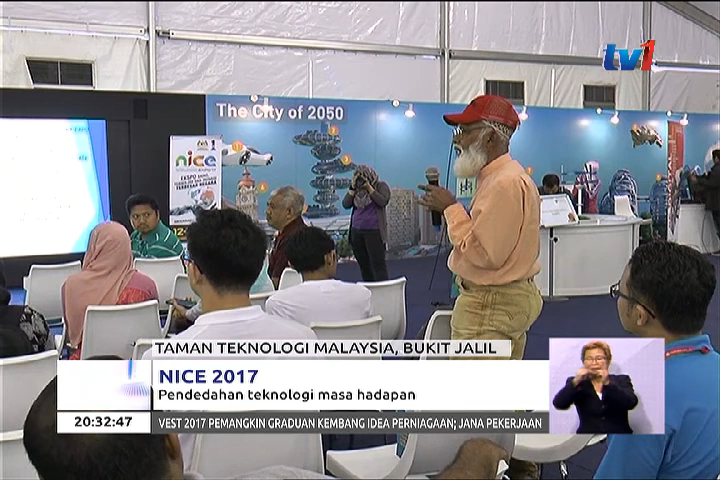 tv1
The City of 2050
nice
TAMAN TEKNOLOGI MALAYSIA, BUKIT JALIL
NICE 2017
Pendedahan teknologi masa hadapan
20:32:47
VEST 2017 PEMANGKIN GRADUAN KEMBANG IDEA PERNIAGAAN; JANA PEKERJAAN